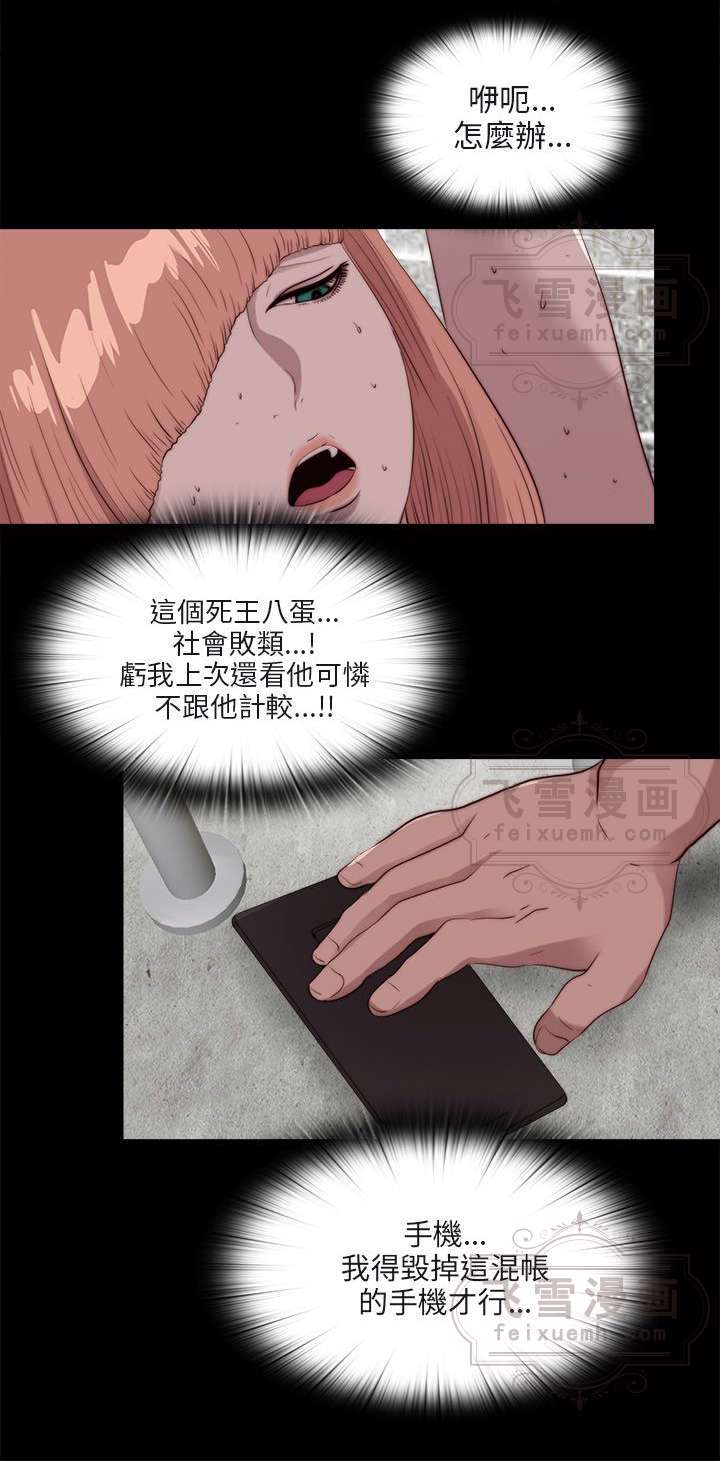 咿呃...
怎麼辦...
飞雪漫画
feixuemh.com
這個死王八蛋...
社會敗類...!
虧我上次還看他可憐
不跟他計較...!!
飞雪漫画
feixuemh.com
手機...
我得毀掉這混帳
的手機才行...
飞雪漫画
feixuemh.com